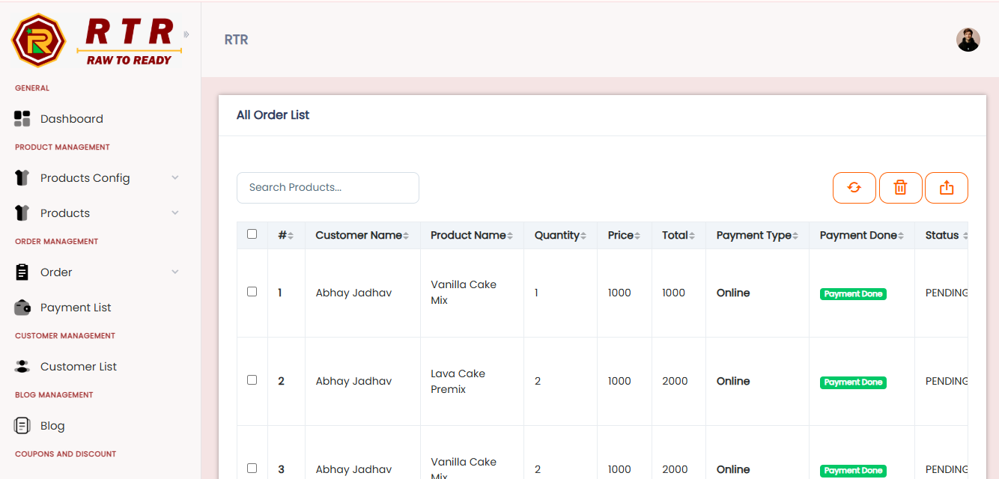 R T R
RAW TO READY
RTR
GENERAL
Dashboard
PRODUCT MANAGEMENT
Products Config
Products
ORDER MANAGEMENT
Order
Payment List
CUSTOMER MANAGEMENT
Customer List
BLOG MANAGEMENT
Blog
COUPONS AND DISCOUNT
All Order List
Search Products...
# Customer Name Product Name Quantity Price Total Payment Type Payment Done Status
1 Abhay Jadhav Vanilla Cake Mix 1 1000 1000 Online Payment Done PENDING
2 Abhay Jadhav Lava Cake Premix 2 1000 2000 Online Payment Done PENDING
3 Abhay Jadhav Vanilla Cake Mix 2 1000 2000 Online Payment Done PENDING